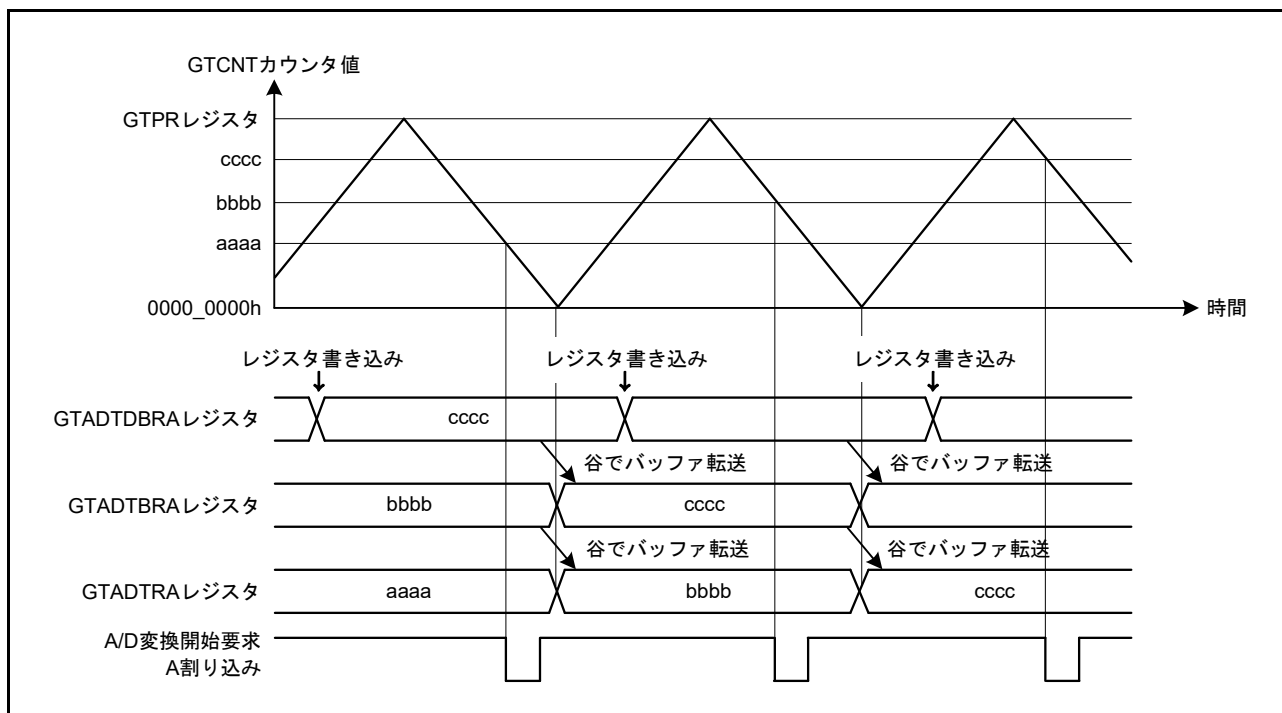 GTCNTカウンタ値
GTPRレジスタ
cccc
bbbb
aaaa
0000_0000h
時間
レジスタ書き込み レジスタ書き込み レジスタ書き込み
GTADTDBRAレジスタ cccc
谷でバッファ転送 谷でバッファ転送
GTADTBRAレジスタ bbbb cccc
谷でバッファ転送 谷でバッファ転送
GTADTRAレジスタ aaaa bbbb cccc
A/D変換開始要求
A割り込み